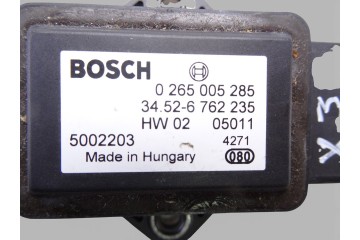 BOSCH
0 265 005 285
34.52-6 762 235
HW 02 05011
5002203 4271
Made in Hungary 080
X 3